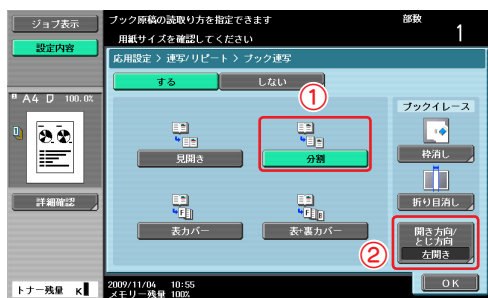 ジョブ表示
設定内容
ブック原稿の読取り方を指定できます
用紙サイズを確認してください
部数
1
応用設定 > 連写/リピート > ブック連写
する
しない
A4 100.0%
①
見開き
分割
表カバー
表+裏カバー
ブックイレース
枠消し
折り目消し
②
開き方向/
とじ方向
左開き
詳細確認
トナー残量 K
2009/11/04 10:55
メモリー残量 100%
OK